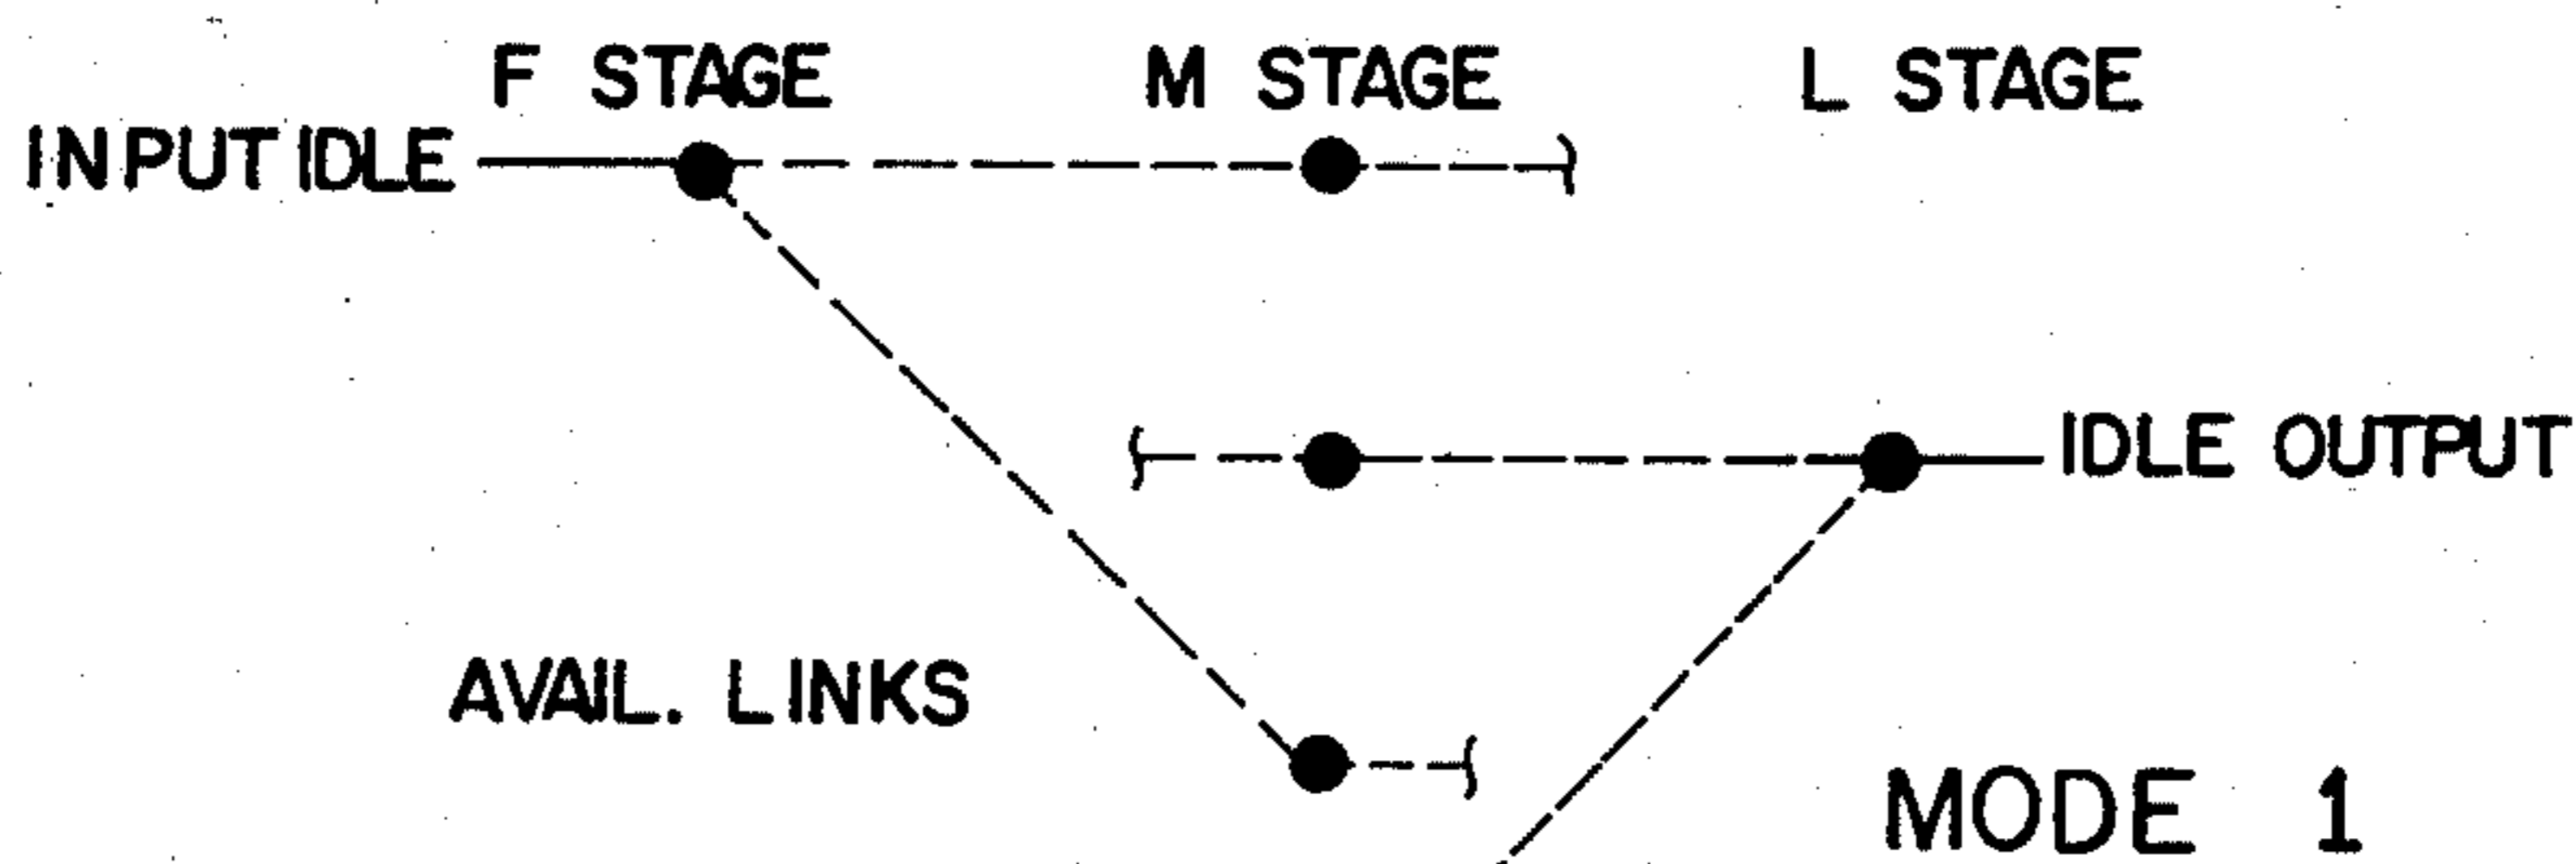 F STAGE M STAGE L STAGE
INPUT IDLE
IDLE OUTPUT
AVAIL. LINKS
MODE 1